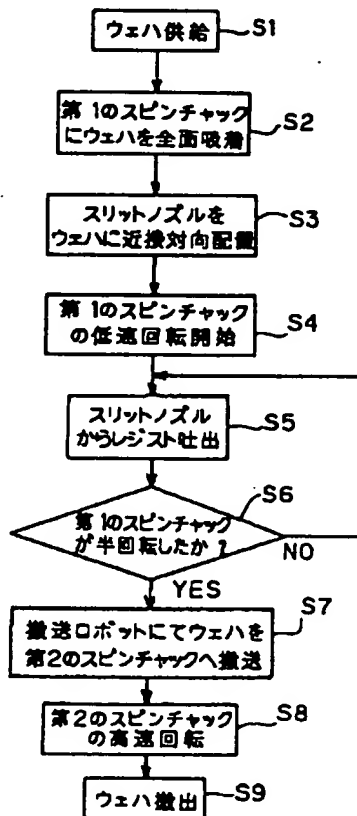 ウェハ供給
S1
第1のスピンチャック
にウェハを全面吸着
S2
スリットノズルを
ウェハに近接対向配置
S3
第1のスピンチャック
の低速回転開始
S4
スリットノズル
からレジスト吐出
S5
第1のスピンチャック
が半回転したか?
S6
NO
YES
搬送ロボットにてウェハを
第2のスピンチャックへ搬送
S7
第2のスピンチャック
の高速回転
S8
ウェハ搬出
S9